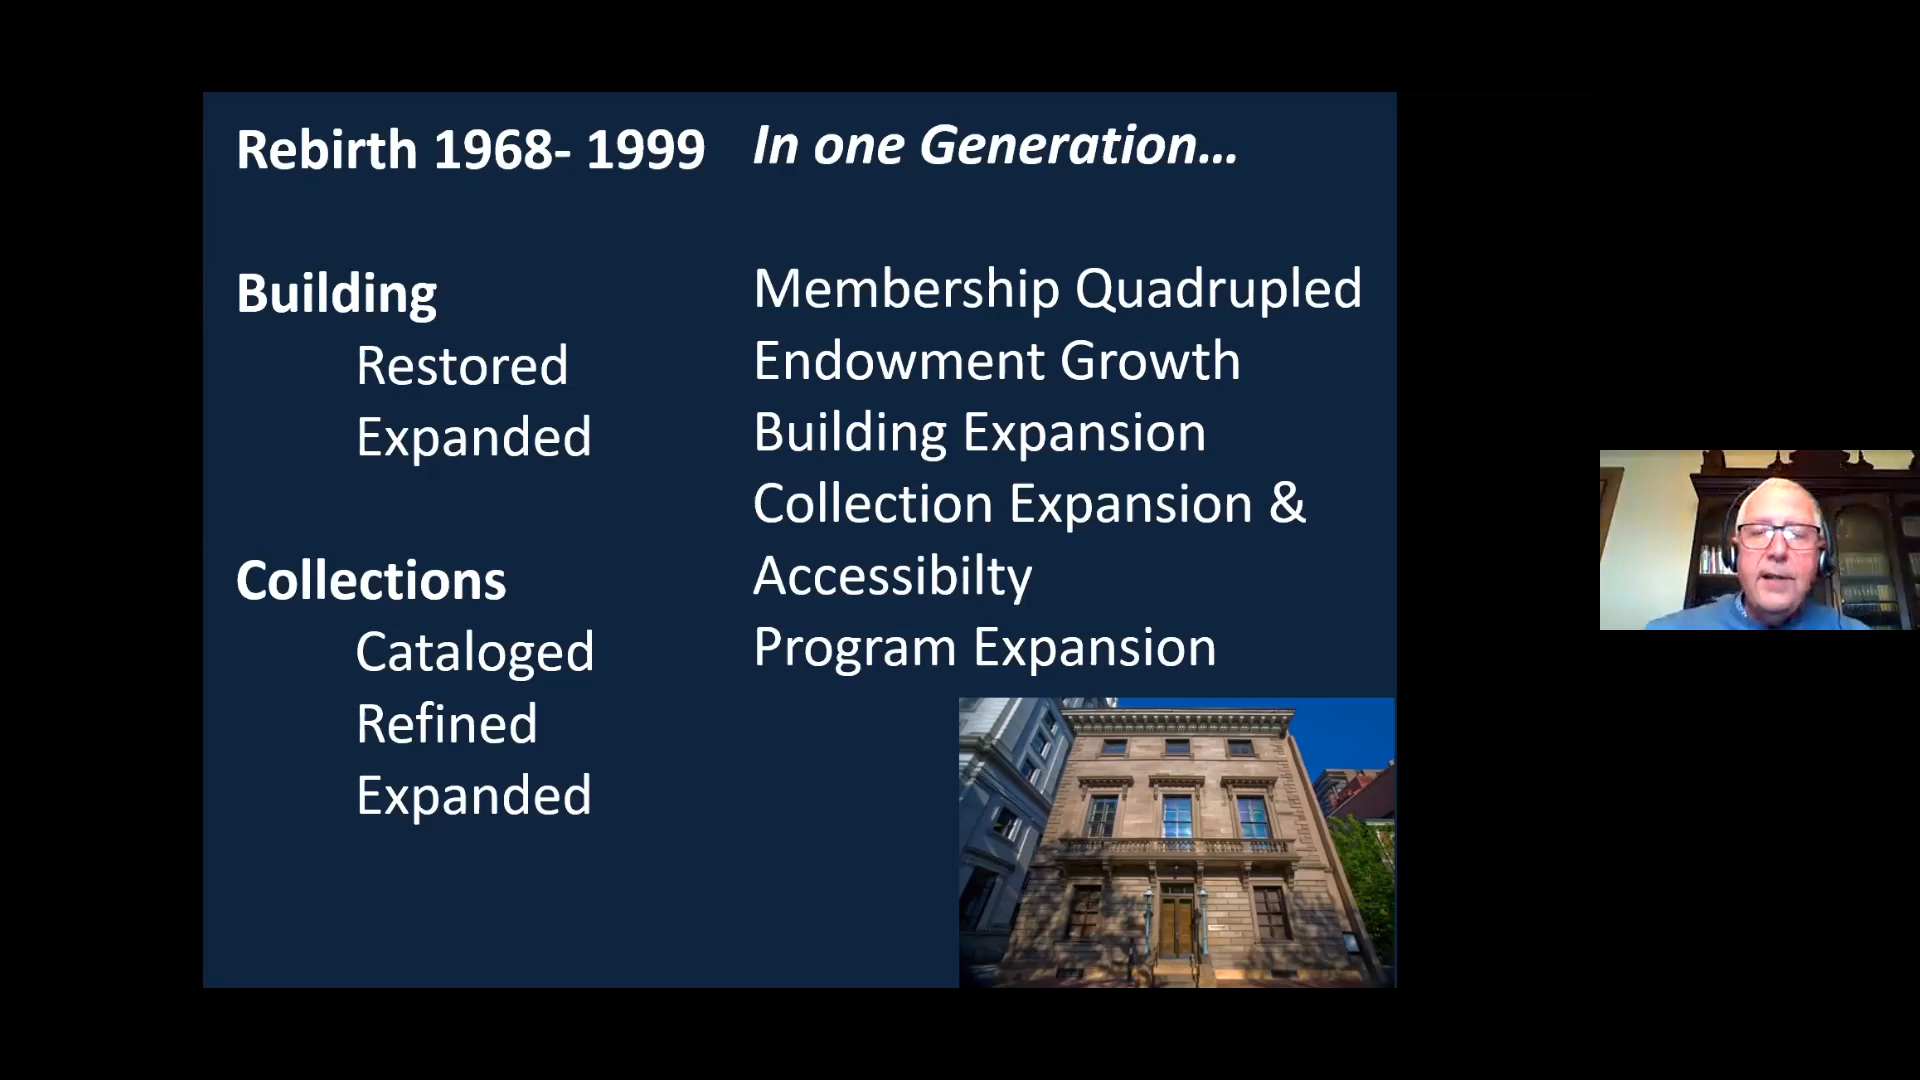 Rebirth 1968- 1999
Building
Restored
Expanded
Collections
Cataloged
Refined
Expanded
In one Generation...
Membership Quadrupled
Endowment Growth
Building Expansion
Collection Expansion &
Accessibilty
Program Expansion